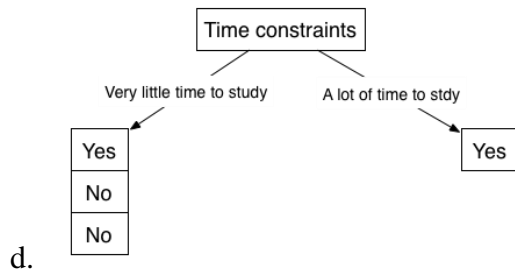 Time constraints
Very little time to study
A lot of time to stdy
Yes
Yes
No
No
d.